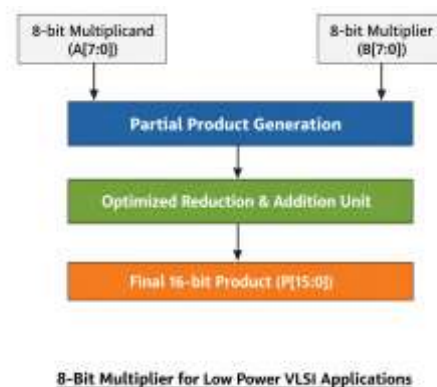 8-bit Multiplicand
(A[7:0])
8-bit Multiplier
(B[7:0])
Partial Product Generation
Optimized Reduction & Addition Unit
Final 16-bit Product (P[15:0])
8-Bit Multiplier for Low Power VLSI Applications